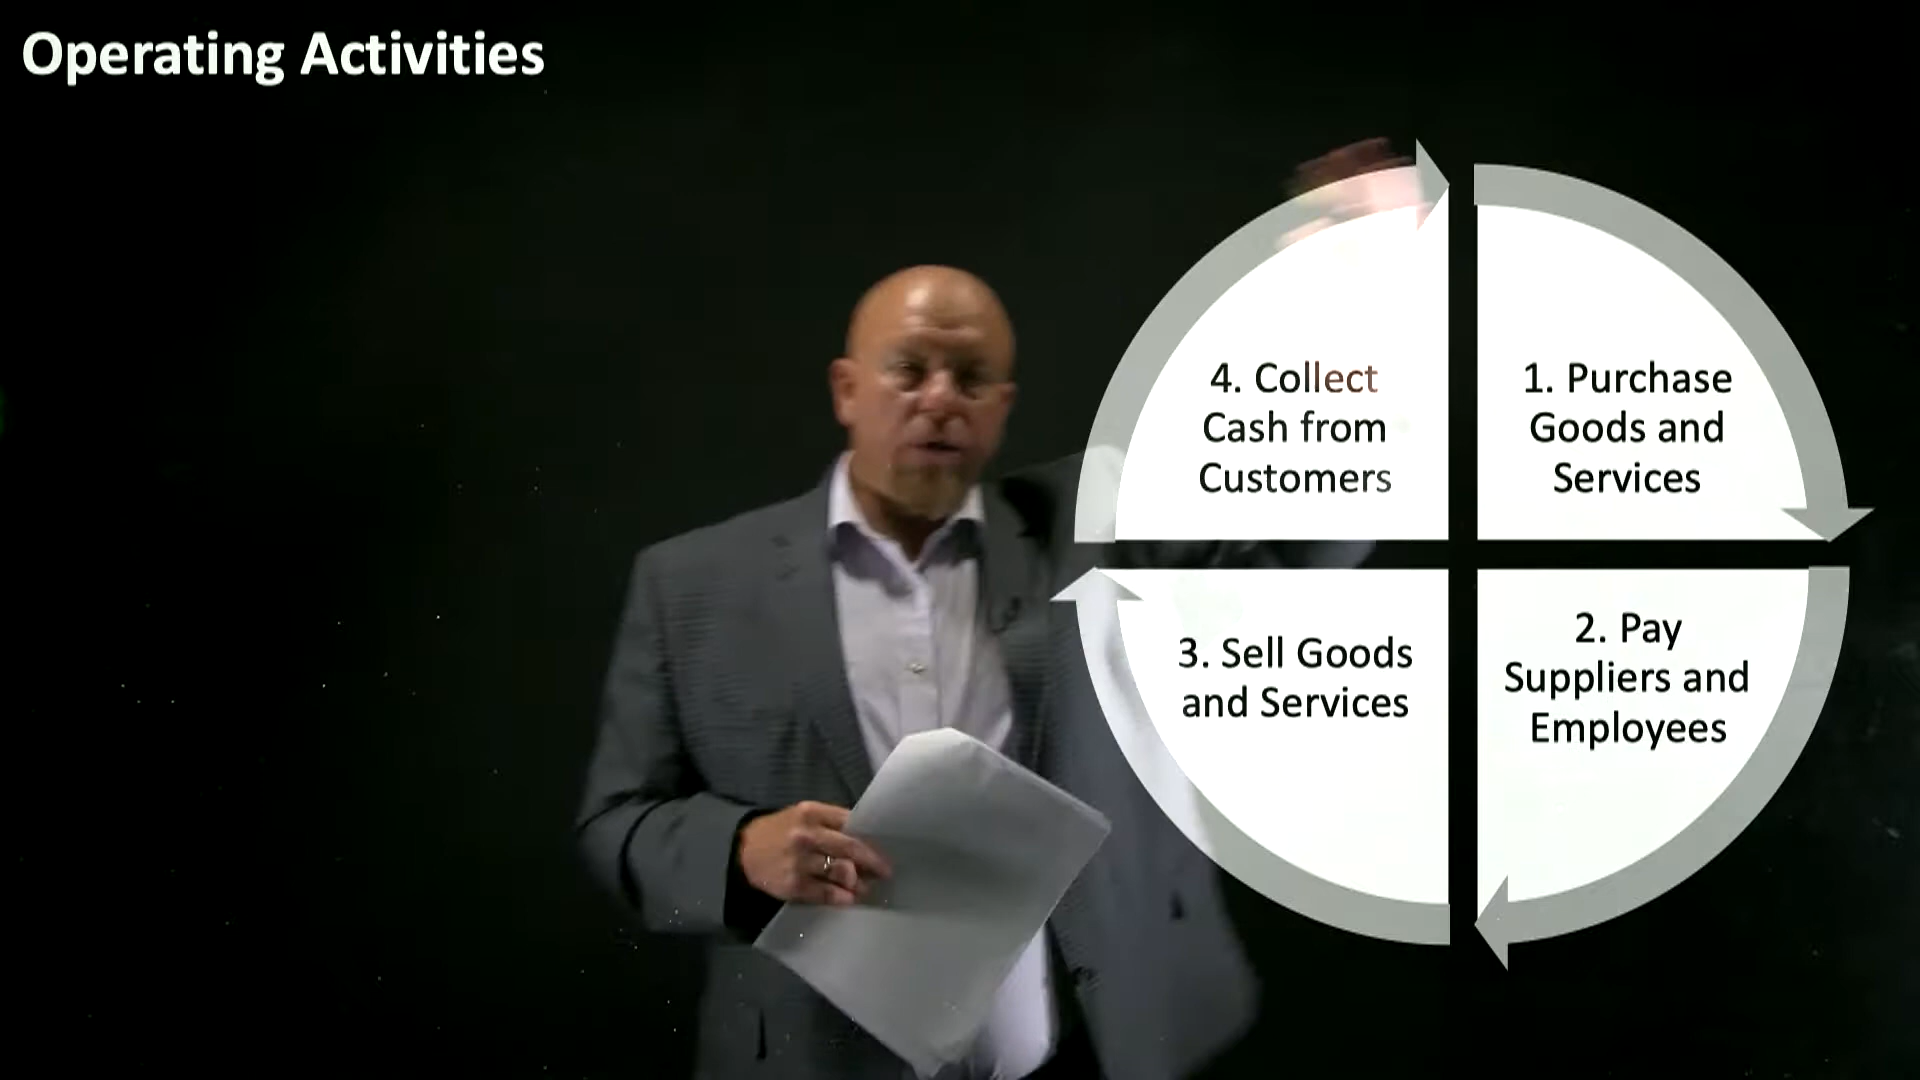 Operating Activities
4. Collect
Cash from
Customers
1. Purchase
Goods and
Services
3. Sell Goods
and Services
2. Pay
Suppliers and
Employees